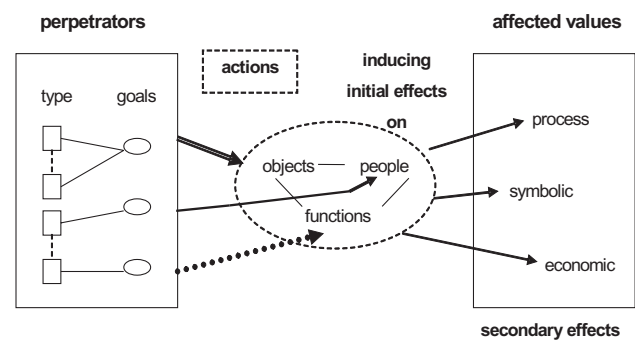 perpetrators
affected values
actions
inducing
initial effects
on
type
goals
process
objects
people
symbolic
functions
economic
secondary effects